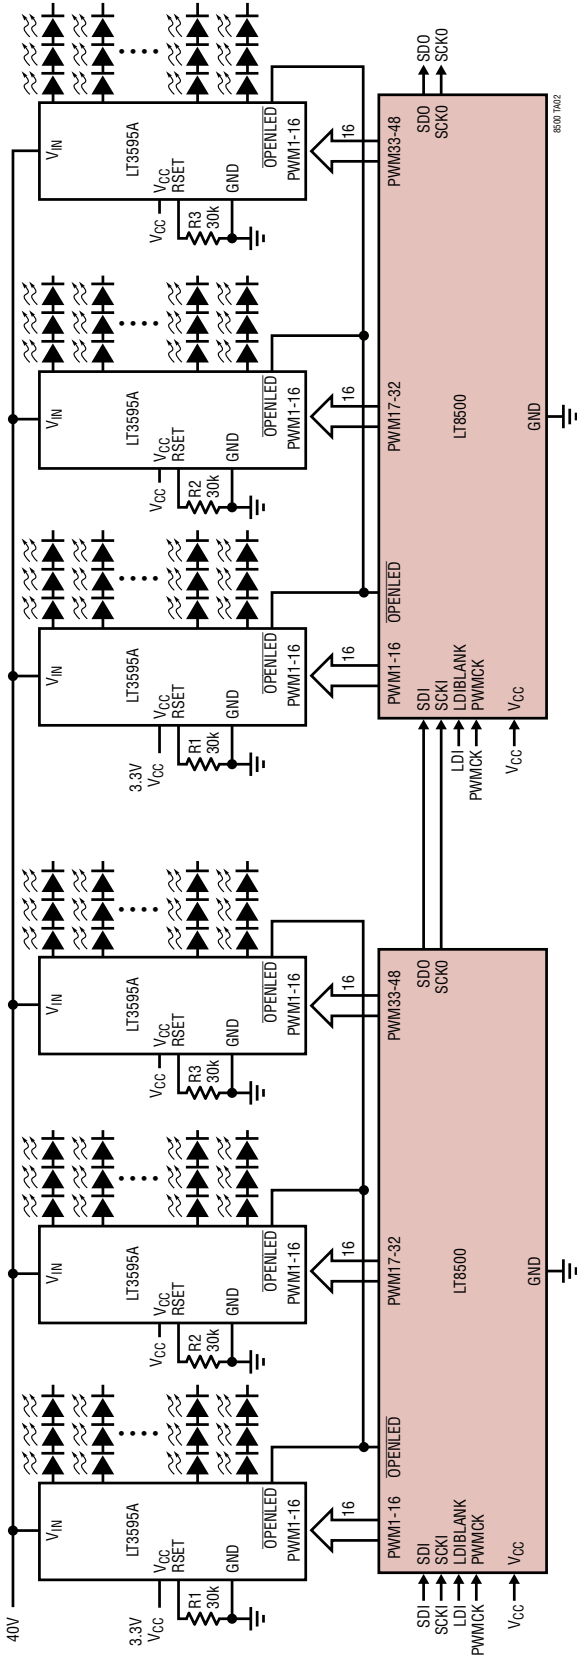 40V
VIN
LT3595A
3.3V
VCC
VCC
RSET
R1
30k
GND
OPENLED
PWM1-16
16
VIN
LT3595A
VCC
VCC
RSET
R2
30k
GND
OPENLED
PWM1-16
16
VIN
LT3595A
VCC
VCC
RSET
R3
30k
GND
OPENLED
PWM1-16
16
VIN
LT3595A
3.3V
VCC
VCC
RSET
R1
30k
GND
OPENLED
PWM1-16
16
VIN
LT3595A
VCC
VCC
RSET
R2
30k
GND
OPENLED
PWM1-16
16
VIN
LT3595A
VCC
VCC
RSET
R3
30k
GND
OPENLED
PWM1-16
16
PWM1-16
OPENLED
PWM17-32
PWM33-48
SDI
SDI
SDO
SCKI
SCKI
SCKO
LDI
LDIBLANK
PWMCK
PWMCK
LT8500
VCC
VCC
GND
PWM1-16
OPENLED
PWM17-32
PWM33-48
SDI
SDO
SDO
SCKI
SCKO
SCKO
LDI
LDIBLANK
PWMCK
PWMCK
LT8500
VCC
VCC
GND
8500 TA02